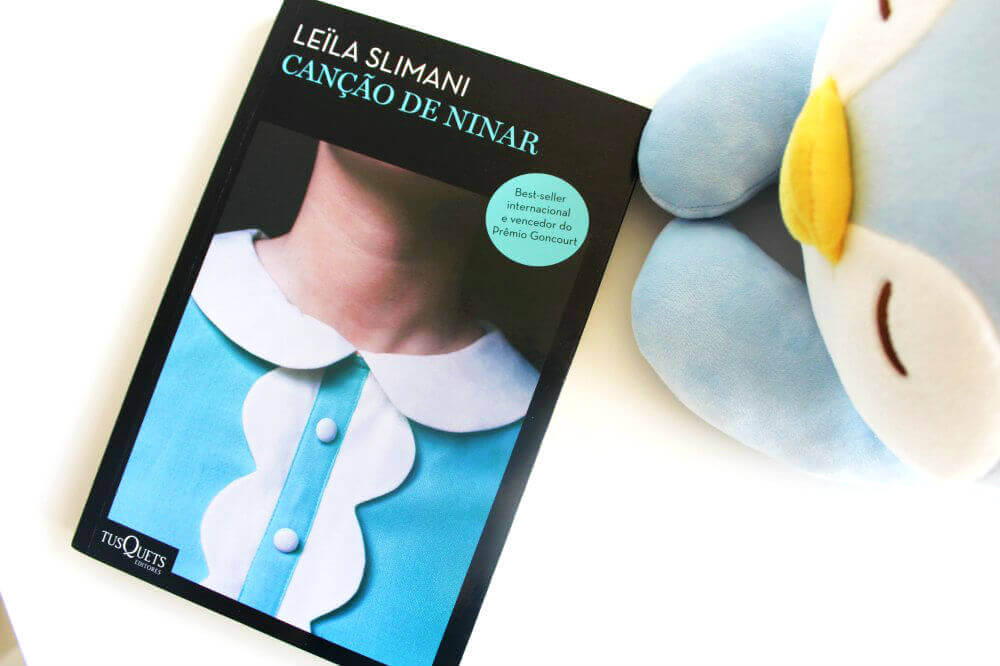 LEÏLA SLIMANI
CANÇÃO DE NINAR
Best-seller
internacional
e vencedor do
Prêmio Goncourt
TUSQUETS
EDITORES